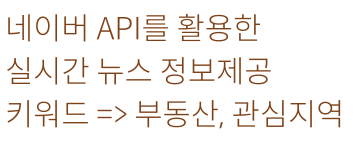 네이버 API를 활용한
실시간 뉴스 정보제공
키워드 => 부동산, 관심지역